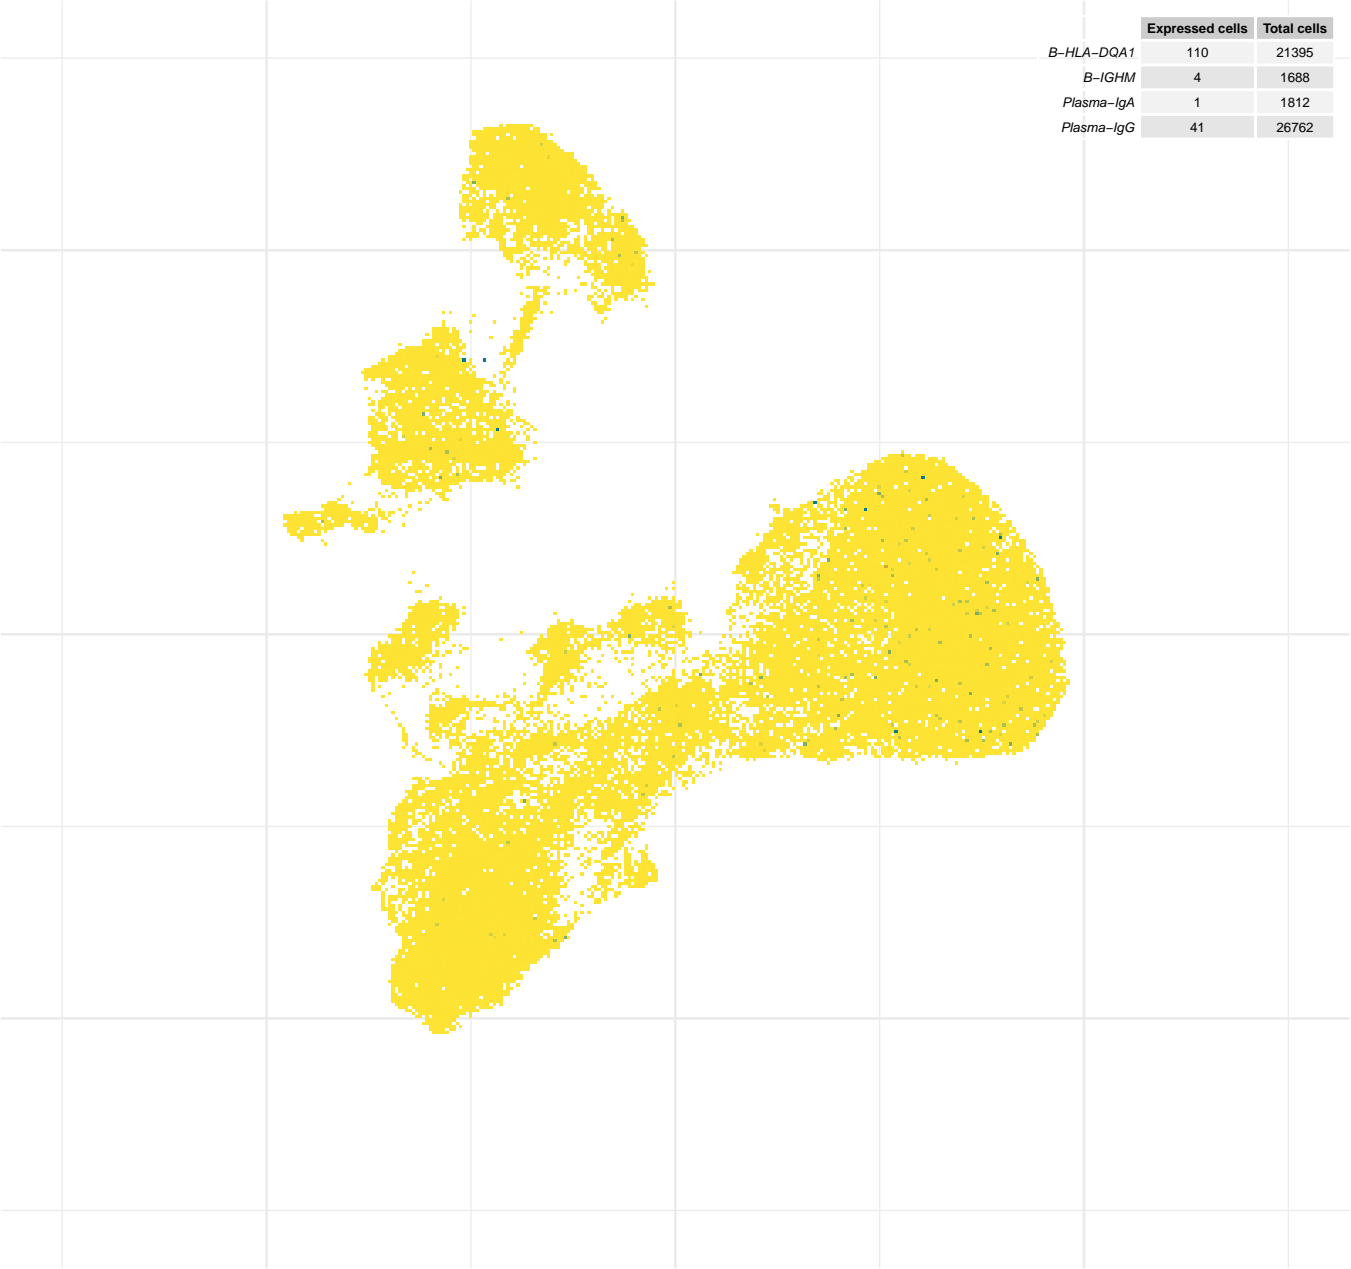 Expressed cells Total cells
B−HLA−DQA1 110 21395
B−IGHM 4 1688
Plasma−IgA 1 1812
Plasma−IgG 41 26762